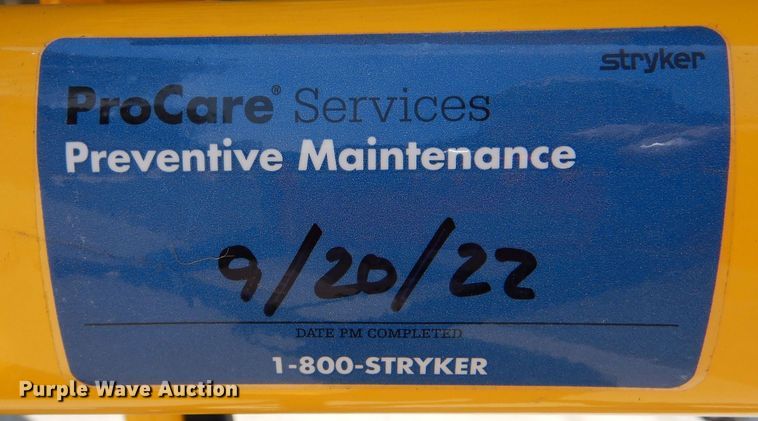 stryker
ProCare® Services
Preventive Maintenance
9/20/22
DATE PM COMPLETED
1-800-STRYKER
Purple Wave Auction